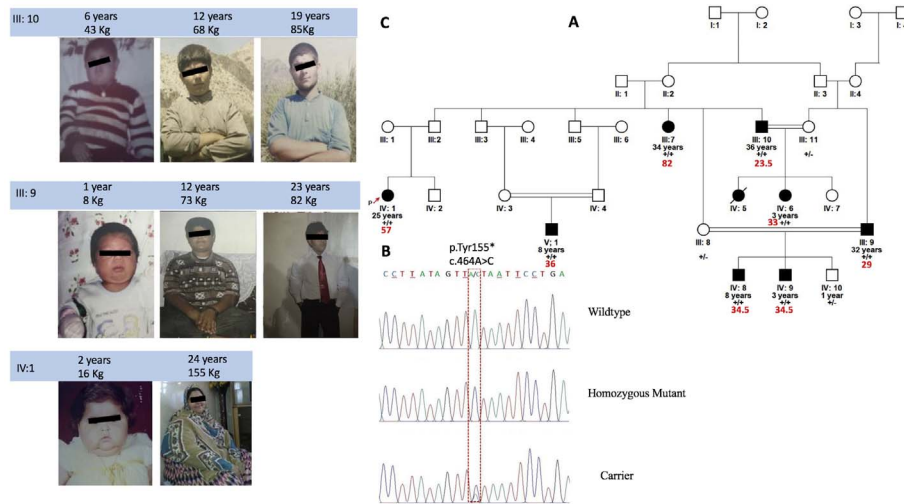 III: 10
6 years
43 Kg
12 years
68 Kg
19 years
85Kg
III: 9
1 year
8 Kg
12 years
73 Kg
23 years
82 Kg
IV:1
2 years
16 Kg
24 years
155 Kg
C
A
I:1
I: 2
I: 3
II: 1
II:2
II: 3
II:4
III: 1
III:2
III:3
III: 4
III:5
III: 6
III:7
34 years
+/+
82
III: 10
36 years
+/+
23.5
III: 11
+/-
P
IV: 1
25 years
+/+
57
IV: 2
IV: 3
IV: 4
IV: 5
IV: 6
3 years
+/+
33
IV: 7
V: 1
8 years
+/+
36
III: 8
+/-
III: 9
32 years
+/+
29
IV: 8
8 years
+/+
34.5
IV: 9
3 years
+/+
34.5
IV: 10
1 year
+/-
B
p.Tyr155*
c.464A>C
Wildtype
Homozygous Mutant
Carrier